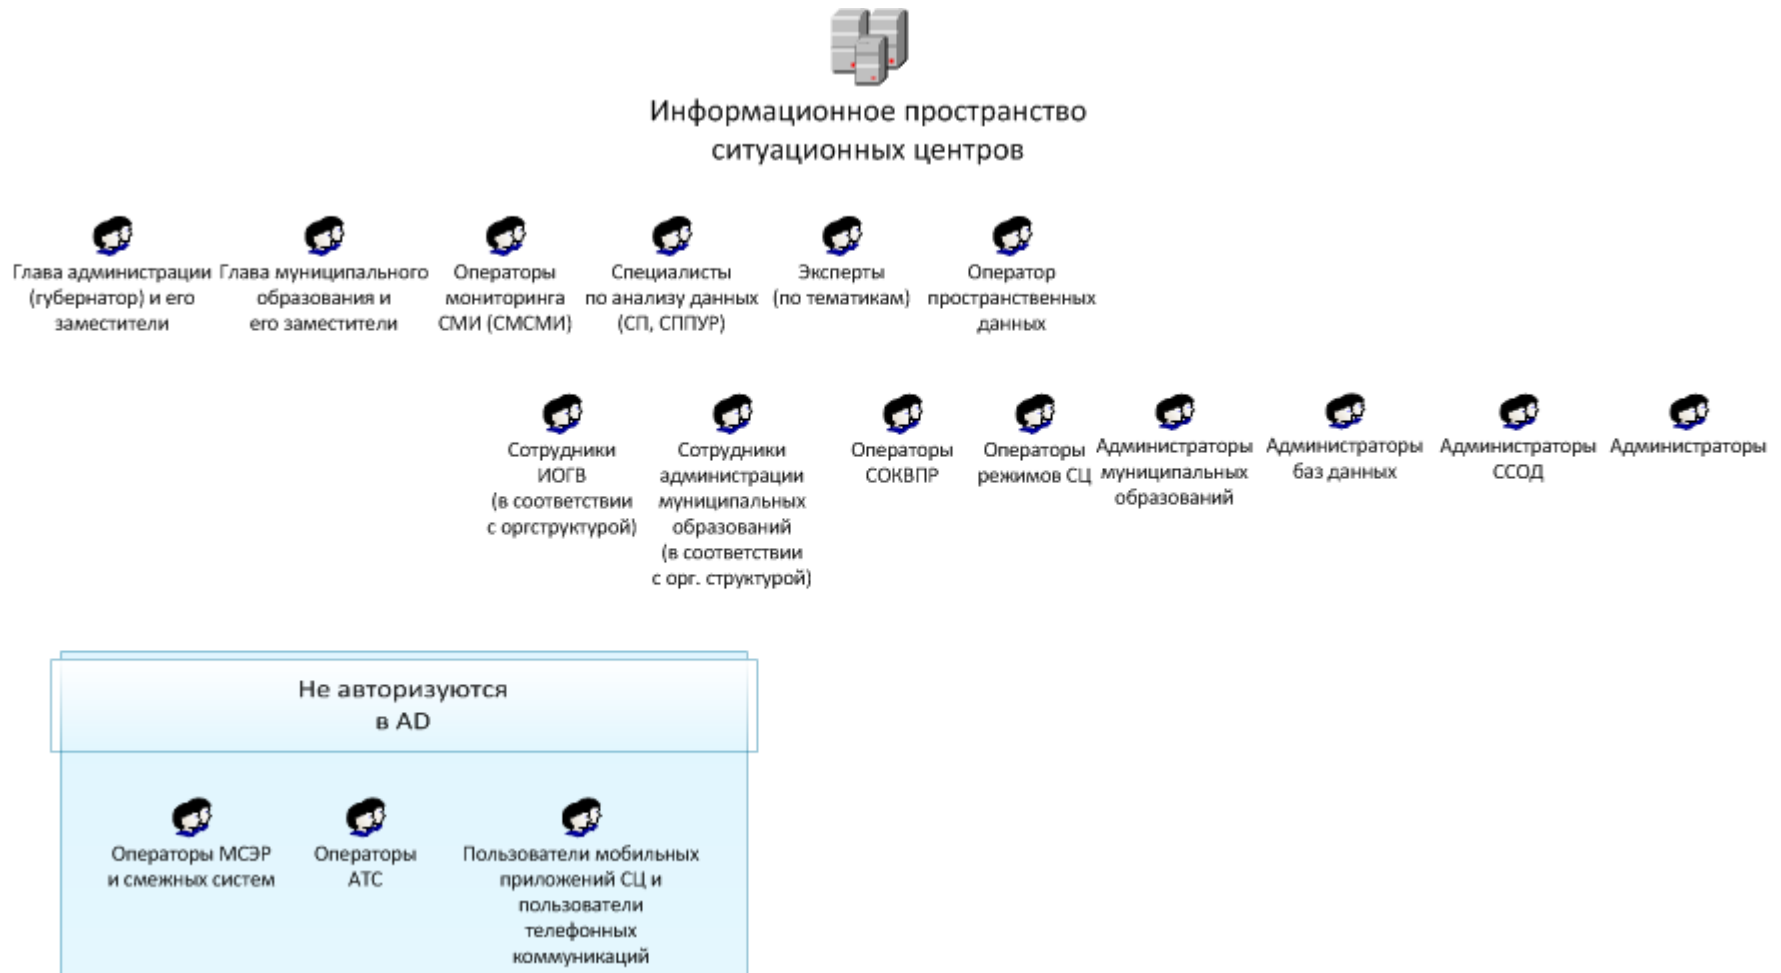 Информационное пространство
ситуационных центров
Глава администрации
(губернатор) и его
заместители
Глава муниципального
образования и
его заместители
Операторы
мониторинга
СМИ (СМСМИ)
Специалисты
по анализу данных
(СП, СППУР)
Эксперты
(по тематикам)
Оператор
пространственных
данных
Сотрудники
ИОГВ
(в соответствии
с оргструктурой)
Сотрудники
администрации
муниципальных
образований
(в соответствии
с орг. структурой)
Операторы
СОКВПР
Операторы
режимов СЦ
Администраторы
муниципальных
образований
Администраторы
баз данных
Администраторы
ССОД
Администраторы
Не авторизуются
в AD
Операторы МСЭР
и смежных систем
Операторы
АТС
Пользователи мобильных
приложений СЦ и
пользователи
телефонных
коммуникаций